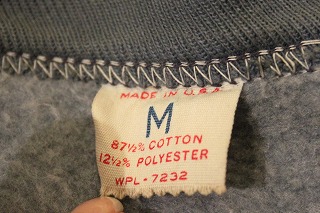 MADE IN U.S.A.
M
87½% COTTON
12½% POLYESTER
WPL-7232